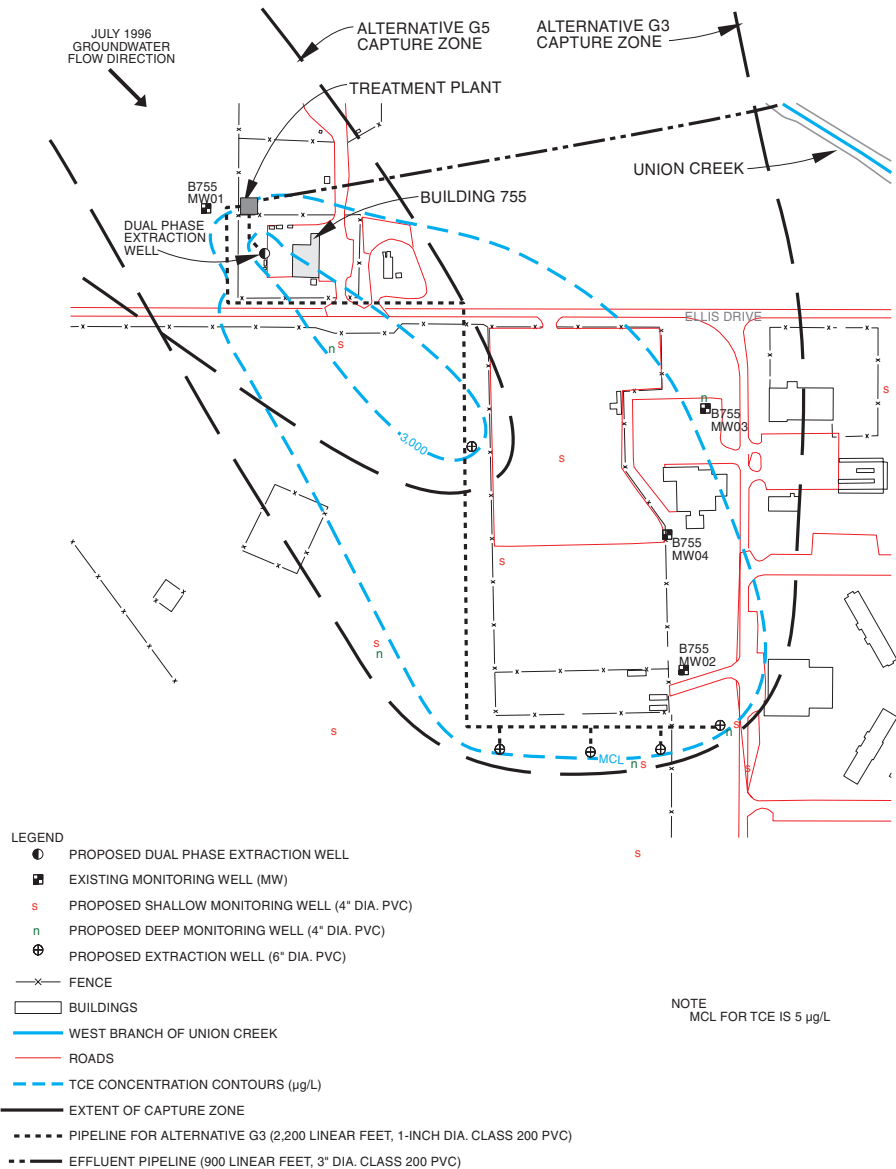 JULY 1996
GROUNDWATER
FLOW DIRECTION
ALTERNATIVE G5
CAPTURE ZONE
ALTERNATIVE G3
CAPTURE ZONE
TREATMENT PLANT
UNION CREEK
B755
MW01
BUILDING 755
DUAL PHASE
EXTRACTION
WELL
ELLIS DRIVE
n
s
s
n
B755
MW03
3,000
s
B755
MW04
s
s
n
B755
MW02
s
s
n
MCL
n
s
s
s
LEGEND
PROPOSED DUAL PHASE EXTRACTION WELL
EXISTING MONITORING WELL (MW)
s PROPOSED SHALLOW MONITORING WELL (4" DIA. PVC)
n PROPOSED DEEP MONITORING WELL (4" DIA. PVC)
PROPOSED EXTRACTION WELL (6" DIA. PVC)
FENCE
BUILDINGS
WEST BRANCH OF UNION CREEK
ROADS
TCE CONCENTRATION CONTOURS (µg/L)
EXTENT OF CAPTURE ZONE
PIPELINE FOR ALTERNATIVE G3 (2,200 LINEAR FEET, 1-INCH DIA. CLASS 200 PVC)
EFFLUENT PIPELINE (900 LINEAR FEET, 3" DIA. CLASS 200 PVC)
NOTE
MCL FOR TCE IS 5 µg/L